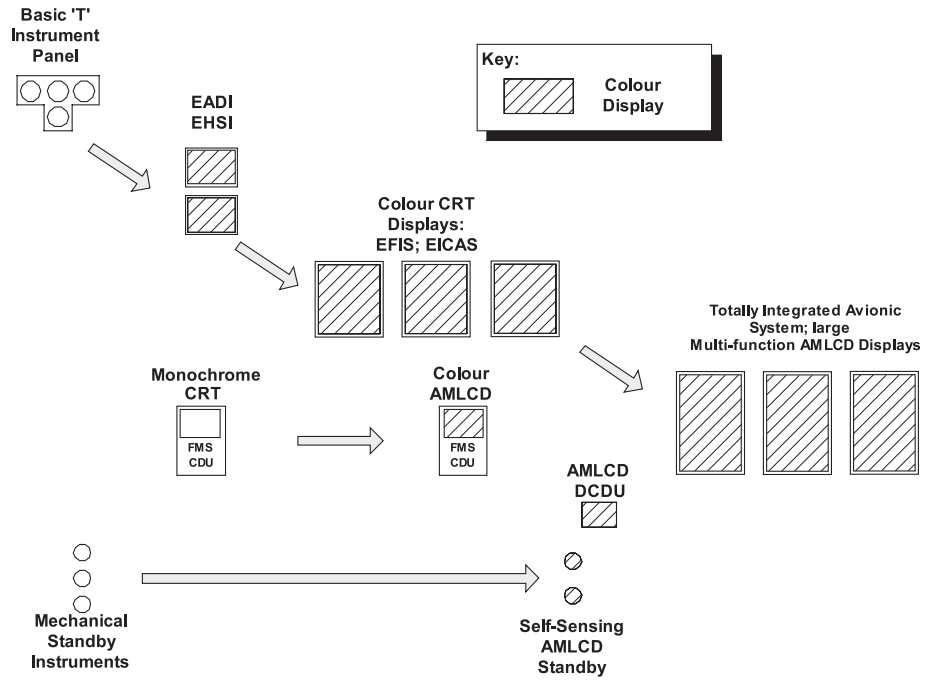 Basic 'T'
Instrument
Panel
Key:
Colour
Display
EADI
EHSI
Colour CRT
Displays:
EFIS; EICAS
Totally Integrated Avionic
System; large
Multi-function AMLCD Displays
Monochrome
CRT
FMS
CDU
Colour
AMLCD
FMS
CDU
AMLCD
DCDU
Mechanical
Standby
Instruments
Self-Sensing
AMLCD
Standby